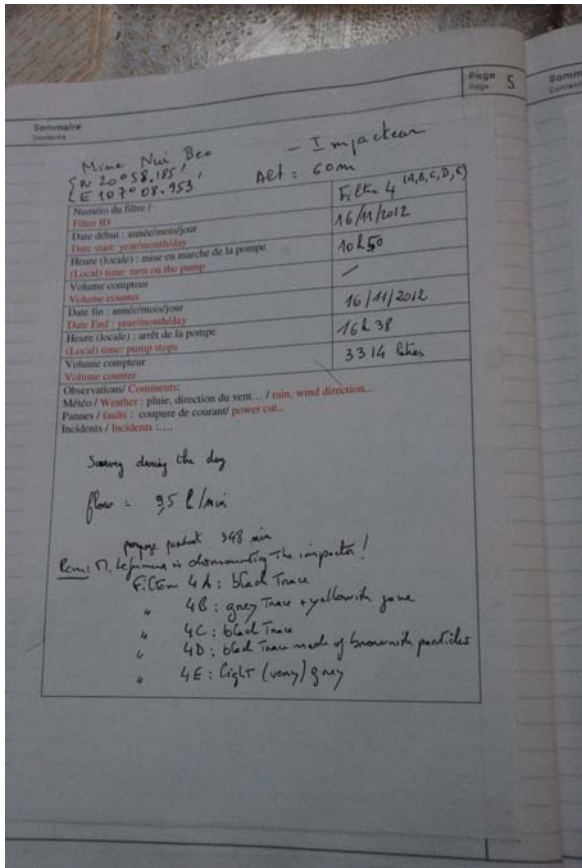 Page
Page 5
Somm
Conten
Sommaire
Contents
Mine Nui Beo - Impacteur
N 20°58.185'
E 107°08.953' Alt = 60m
Numéro du filtre / Filtre 4 (A,B,C,D,E)
Filter ID
Date début : année/mois/jour 16/11/2012
Date start: year/month/day
Heure (locale) : mise en marche de la pompe 10h50
(Local) time: turn on the pump
Volume compteur /
Volume counter
Date fin : année/mois/jour 16/11/2012
Date End : year/month/day
Heure (locale) : arrêt de la pompe 16h38
(Local) time: pump stops
Volume compteur 3314 litres
Volume counter
Observations/ Comments:
Météo / Weather : pluie, direction du vent… / rain, wind direction…
Pannes / faults : coupure de courant/ power cut..
Incidents / Incidents :….
during the day
flow = 9,5 l/min
pompage pendant 348 min
Rem: M. is dismounting the impactor!
Filter 4A : black Trace
" 4B : grey Trace + yellowish zone
" 4C : black Trace
" 4D : black Trace made of brownish particles
" 4E : light (very) grey